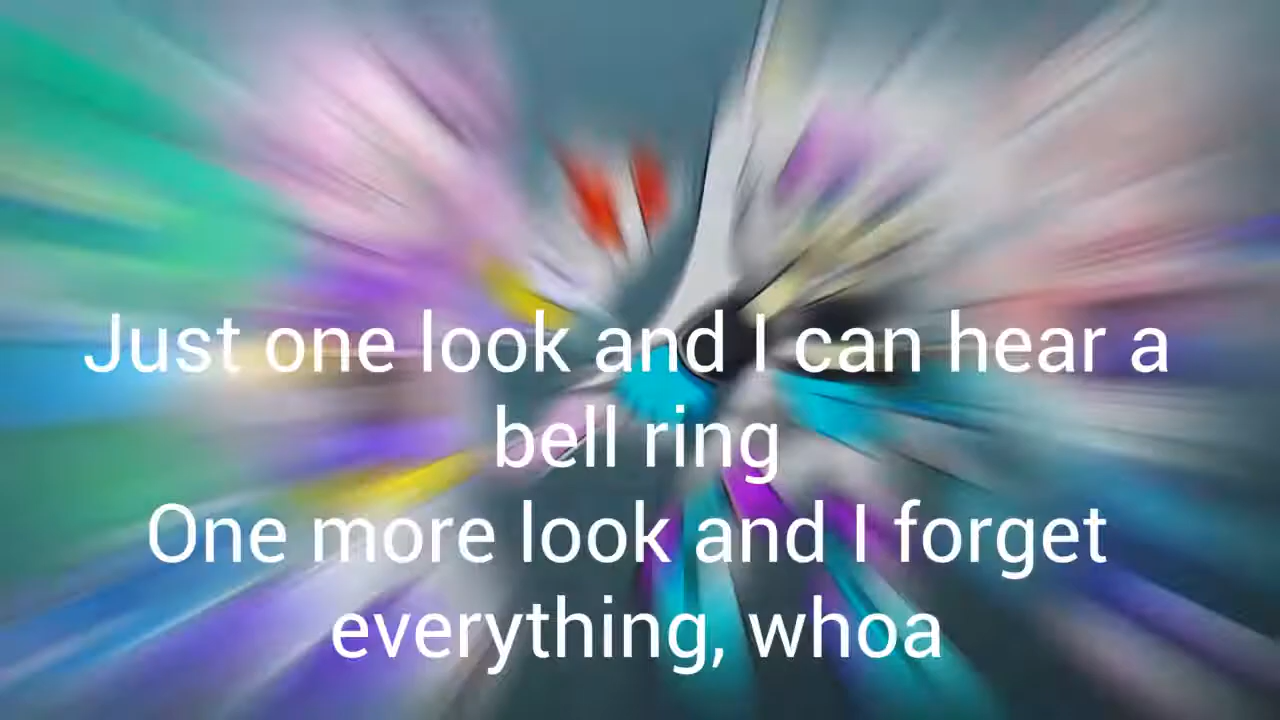 Just one look and I can hear a
bell ring
One more look and I forget
everything, whoa